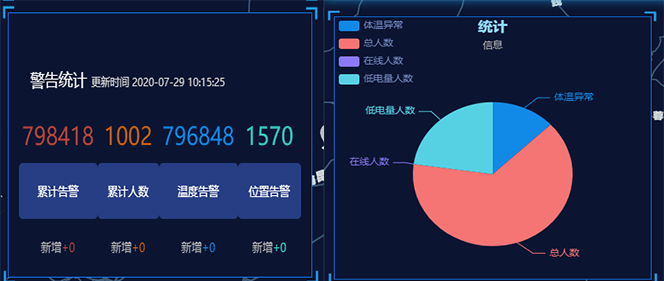 警告统计 更新时间 2020-07-29 10:15:25
798418 1002 796848 1570
累计告警 累计人数 温度告警 位置告警
新增+0 新增+0 新增+0 新增+0
统计
信息
体温异常
总人数
在线人数
低电量人数
体温异常
低电量人数
在线人数
总人数